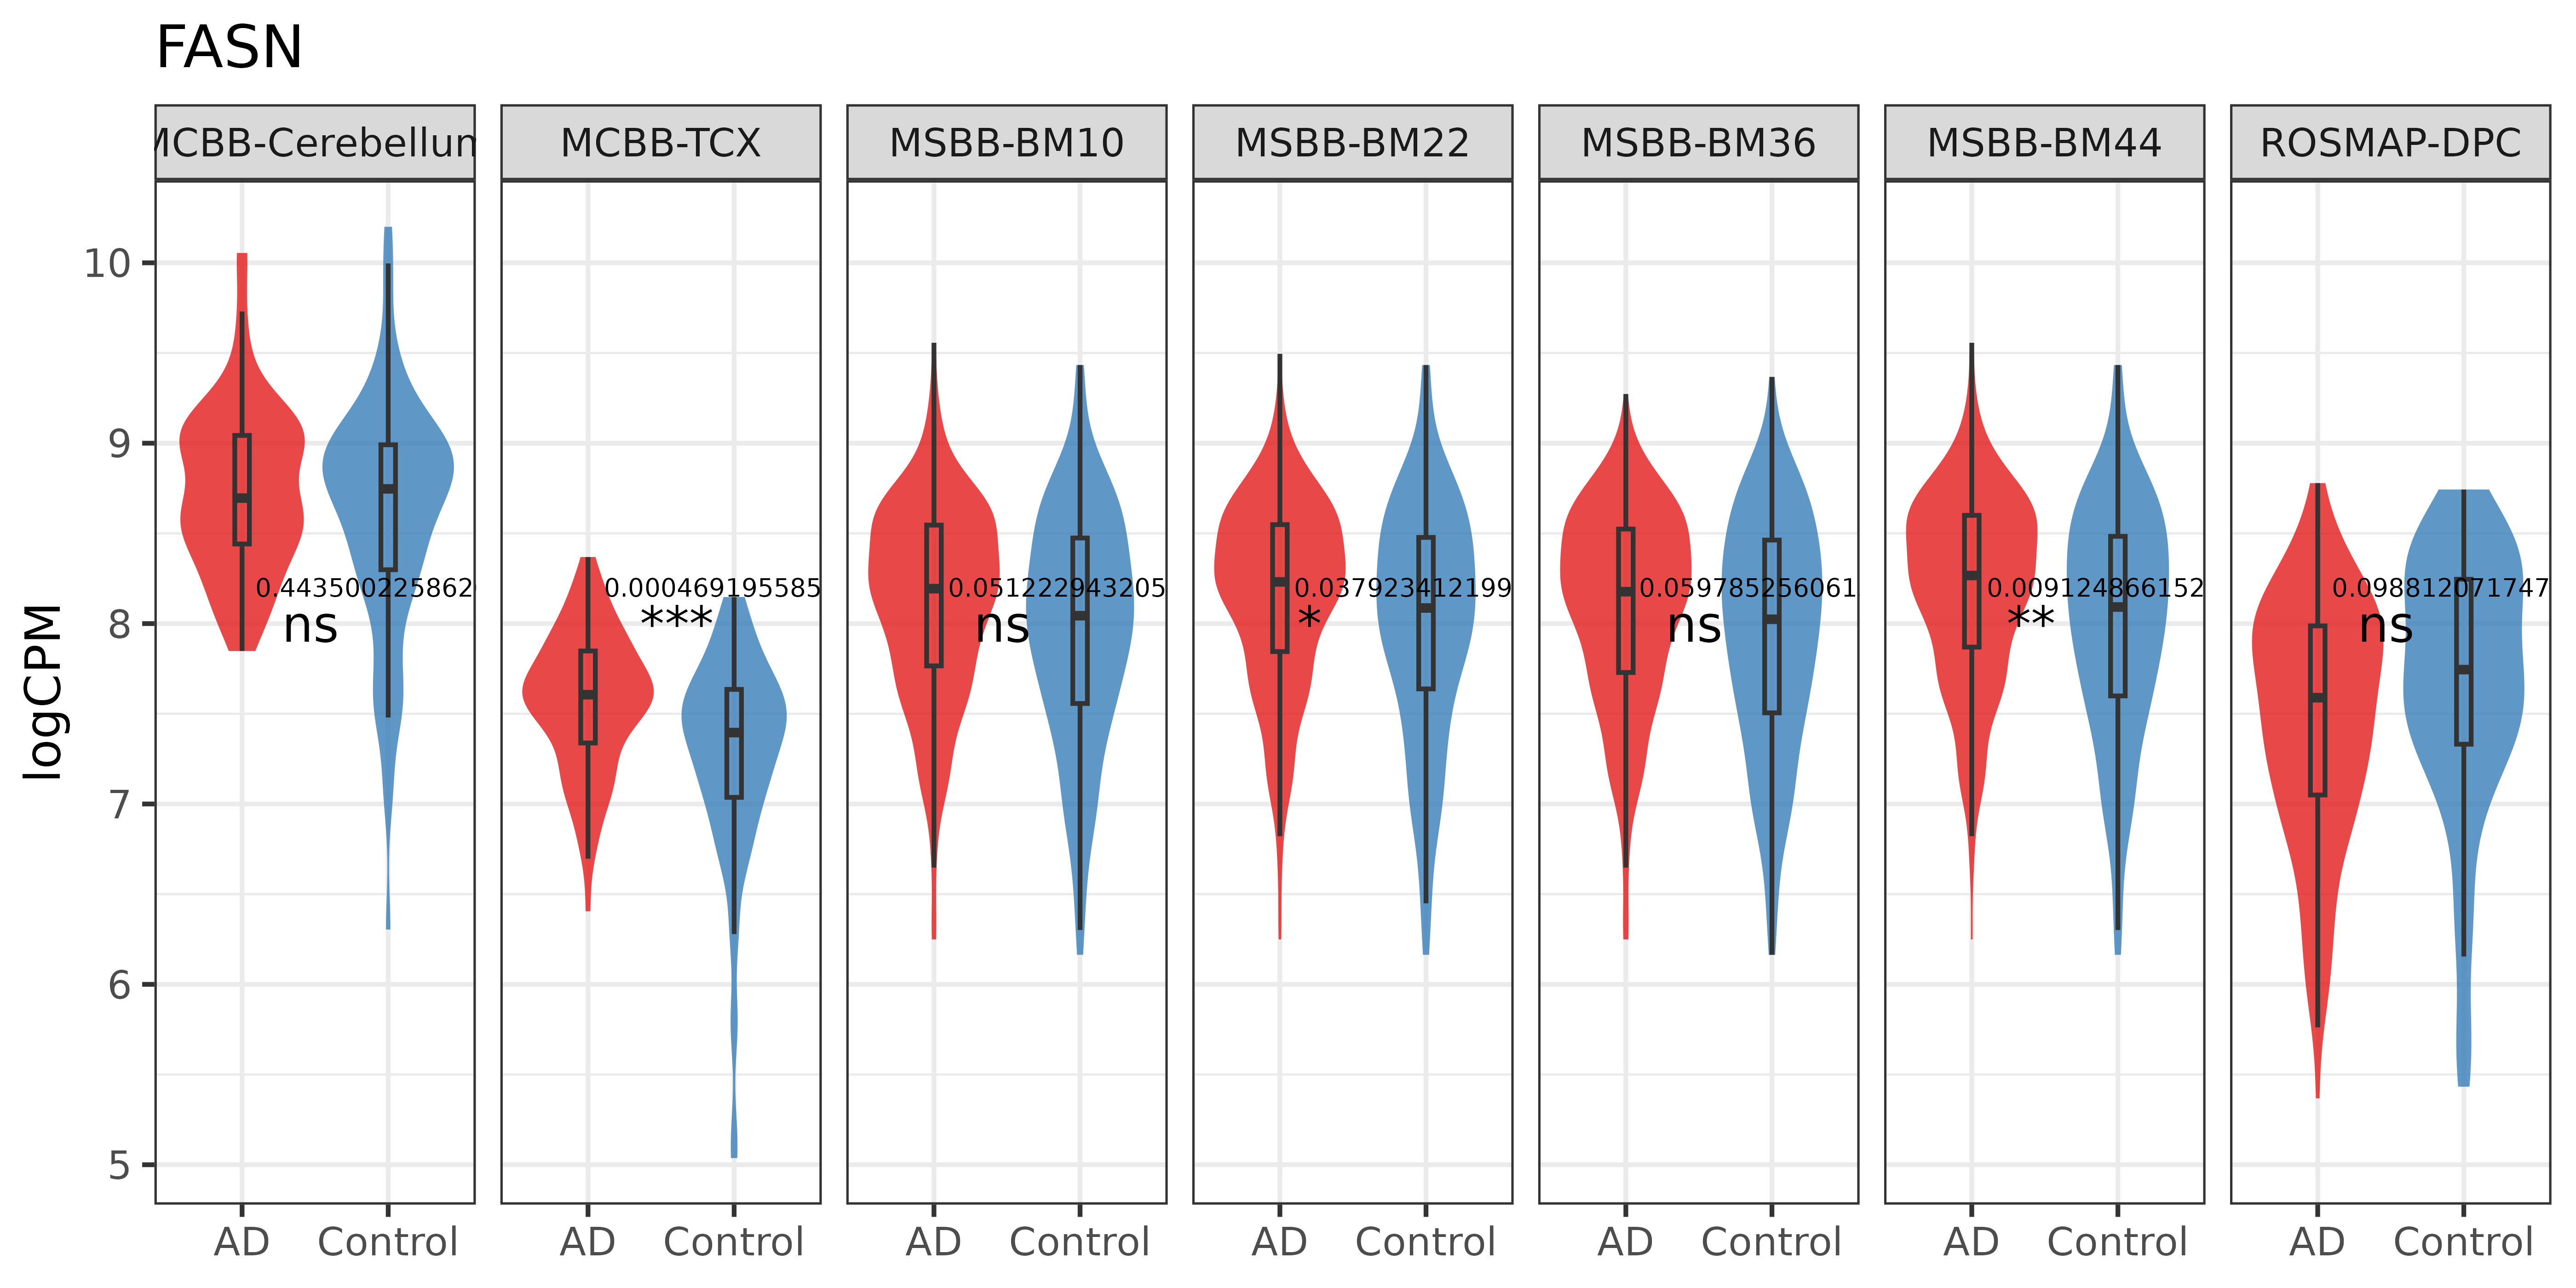 FASN
MCBB-Cerebellum MCBB-TCX MSBB-BM10 MSBB-BM22 MSBB-BM36 MSBB-BM44 ROSMAP-DPC
10
9
0.443500225862 0.000469195585 0.051222943205 0.037923412199 0.059785256061 0.009124866152 0.098812071747
8
ns *** ns * ns ** ns
logCPM
7
6
5
AD Control AD Control AD Control AD Control AD Control AD Control AD Control